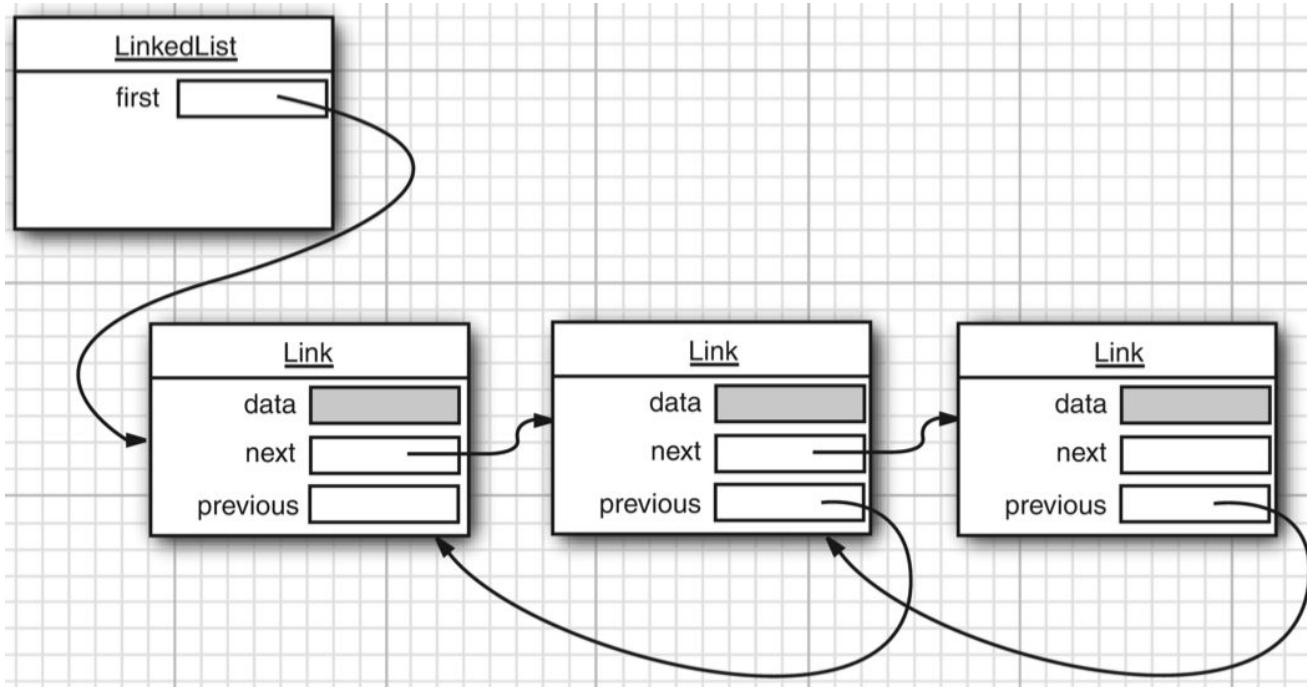 LinkedList
first
Link
data
next
previous
Link
data
next
previous
Link
data
next
previous